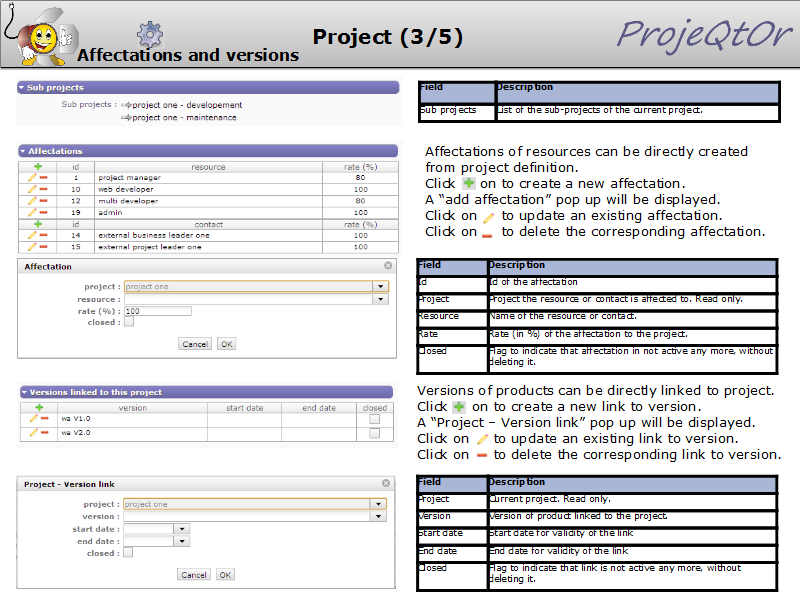 Project (3/5)
ProjeQtOr
Affectations and versions
Sub projects
Sub projects : project one - developement
project one - maintenance
Field Description
Sub projects List of the sub-projects of the current project.
Affectations
id resource rate (%)
1 project manager 80
10 web developer 100
12 multi developer 80
19 admin 100
id contact rate (%)
14 external business leader one 100
15 external project leader one 100
Affectations of resources can be directly created
from project definition.
Click on to create a new affectation.
A “add affectation” pop up will be displayed.
Click on to update an existing affectation.
Click on to delete the corresponding affectation.
Affectation
project : project one
resource :
rate (%) : 100
closed :
Cancel OK
Field Description
Id Id of the affectation
Project Project the resource or contact is affected to. Read only.
Resource Name of the resource or contact.
Rate Rate (in %) of the affectation to the project.
Closed Flag to indicate that affectation in not active any more, without
deleting it.
Versions linked to this project
version start date end date closed
wa V1.0
wa V2.0
Versions of products can be directly linked to project.
Click on to create a new link to version.
A “Project – Version link” pop up will be displayed.
Click on to update an existing link to version.
Click on to delete the corresponding link to version.
Project - Version link
project : project one
version :
start date :
end date :
closed :
Cancel OK
Field Description
Project Current project. Read only.
Version Version of product linked to the project.
Start date Start date for validity of the link
End date End date for validity of the link
Closed Flag to indicate that link is not active any more, without
deleting it.